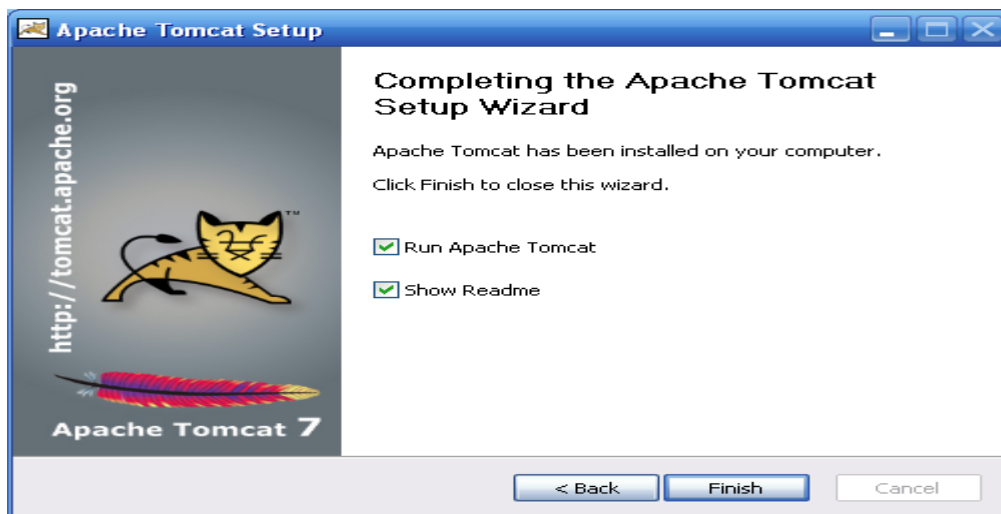 Apache Tomcat Setup
http://tomcat.apache.org
TM
Apache Tomcat 7
Completing the Apache Tomcat
Setup Wizard
Apache Tomcat has been installed on your computer.
Click Finish to close this wizard.
Run Apache Tomcat
Show Readme
< Back
Finish
Cancel